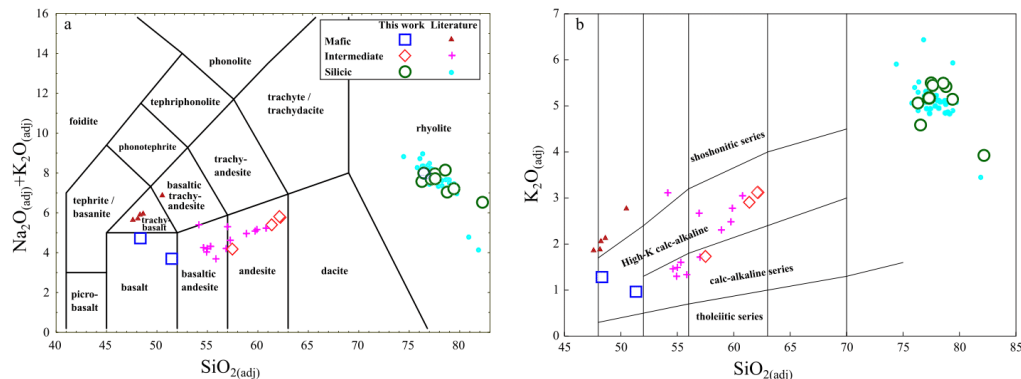 a
This work Literature
Mafic
Intermediate
Silicic
phonolite
tephriphonolite
trachyte /
trachydacite
foidite
rhyolite
phonotephrite
trachy-
andesite
basaltic
trachy-
andesite
tephrite /
basanite
trachy-
basalt
basalt
basaltic
andesite
andesite
dacite
picro-
basalt
16
14
12
10
8
6
4
2
0
40 45 50 55 60 65 70 75 80
SiO2(adj)
Na2O(adj)+K2O(adj)
b
shoshonitic series
High-K calc-alkaline
calc-alkaline series
tholeiitic series
7
6
5
4
3
2
1
0
45 50 55 60 65 70 75 80 85
SiO2(adj)
K2O(adj)